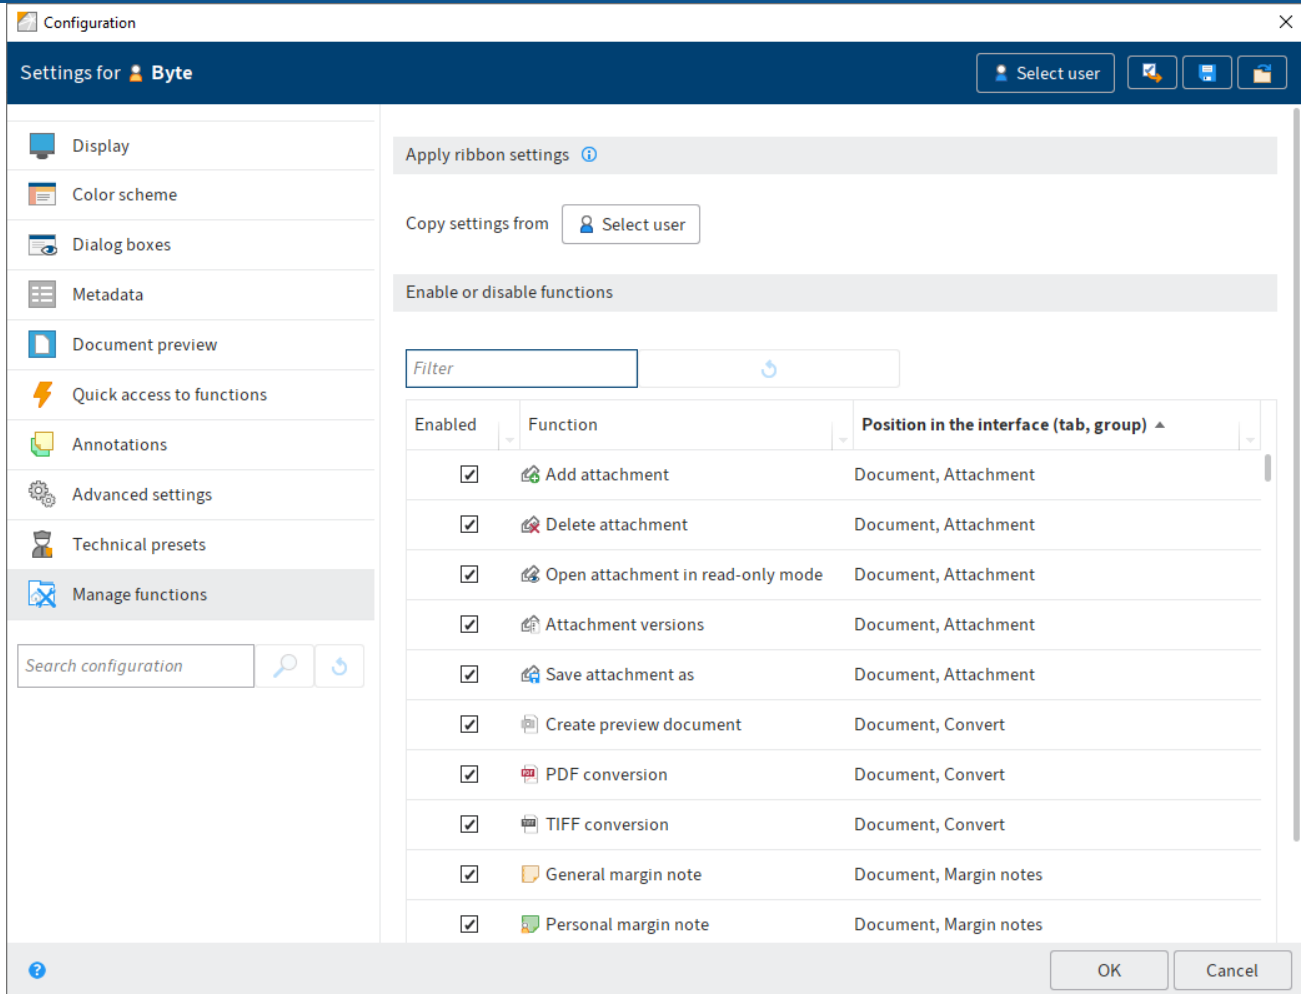 Configuration
Settings for Byte
Select user
Display
Color scheme
Dialog boxes
Metadata
Document preview
Quick access to functions
Annotations
Advanced settings
Technical presets
Manage functions
Search configuration
Apply ribbon settings
Copy settings from Select user
Enable or disable functions
Filter
Enabled Function Position in the interface (tab, group)
Add attachment Document, Attachment
Delete attachment Document, Attachment
Open attachment in read-only mode Document, Attachment
Attachment versions Document, Attachment
Save attachment as Document, Attachment
Create preview document Document, Convert
PDF conversion Document, Convert
TIFF conversion Document, Convert
General margin note Document, Margin notes
Personal margin note Document, Margin notes
OK Cancel